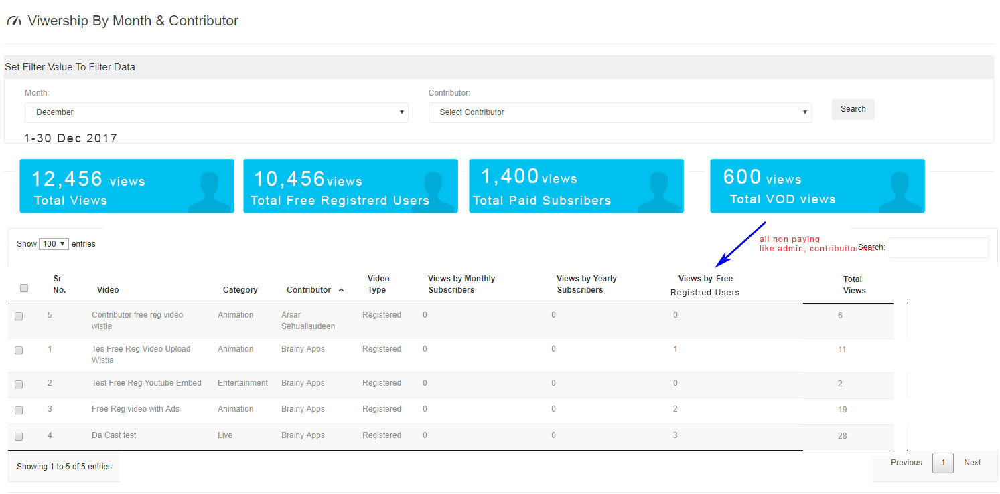 Viwership By Month & Contributor
Set Filter Value To Filter Data
Month: Contributor:
December Select Contributor Search
1-30 Dec 2017
12,456 views 10,456 views 1,400 views 600 views
Total Views Total Free Registrerd Users Total Paid Subsribers Total VOD views
all non paying
like admin, contribuitor etc
Show 100 entries Search:
Sr Video Views by Monthly Views by Yearly Views by Free Total
No. Video Category Contributor Type Subscribers Subscribers Registred Users Views
5 Contributor free reg video Animation Arsar Registered 0 0 0 6
wistia Sehuallaudeen
1 Tes Free Reg Video Upload Animation Brainy Apps Registered 0 0 1 11
Wistia
2 Test Free Reg Youtube Embed Entertainment Brainy Apps Registered 0 0 0 2
3 Free Reg video with Ads Animation Brainy Apps Registered 0 0 2 19
4 Da Cast test Live Brainy Apps Registered 0 0 3 28
Showing 1 to 5 of 5 entries Previous 1 Next